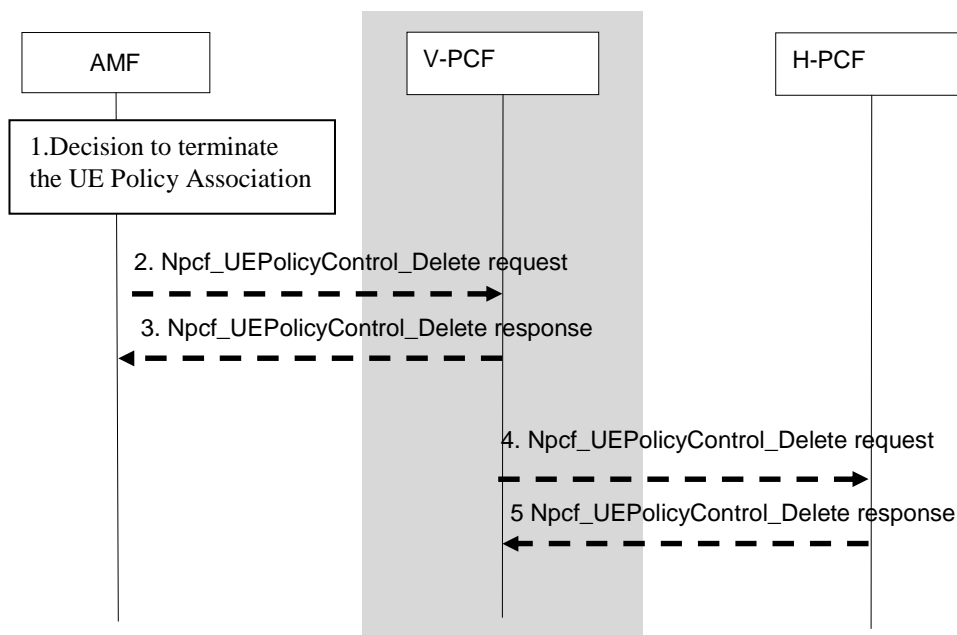 AMF
V-PCF
H-PCF
1.Decision to terminate
the UE Policy Association
2. Npcf_UEPolicyControl_Delete request
3. Npcf_UEPolicyControl_Delete response
4. Npcf_UEPolicyControl_Delete request
5 Npcf_UEPolicyControl_Delete response